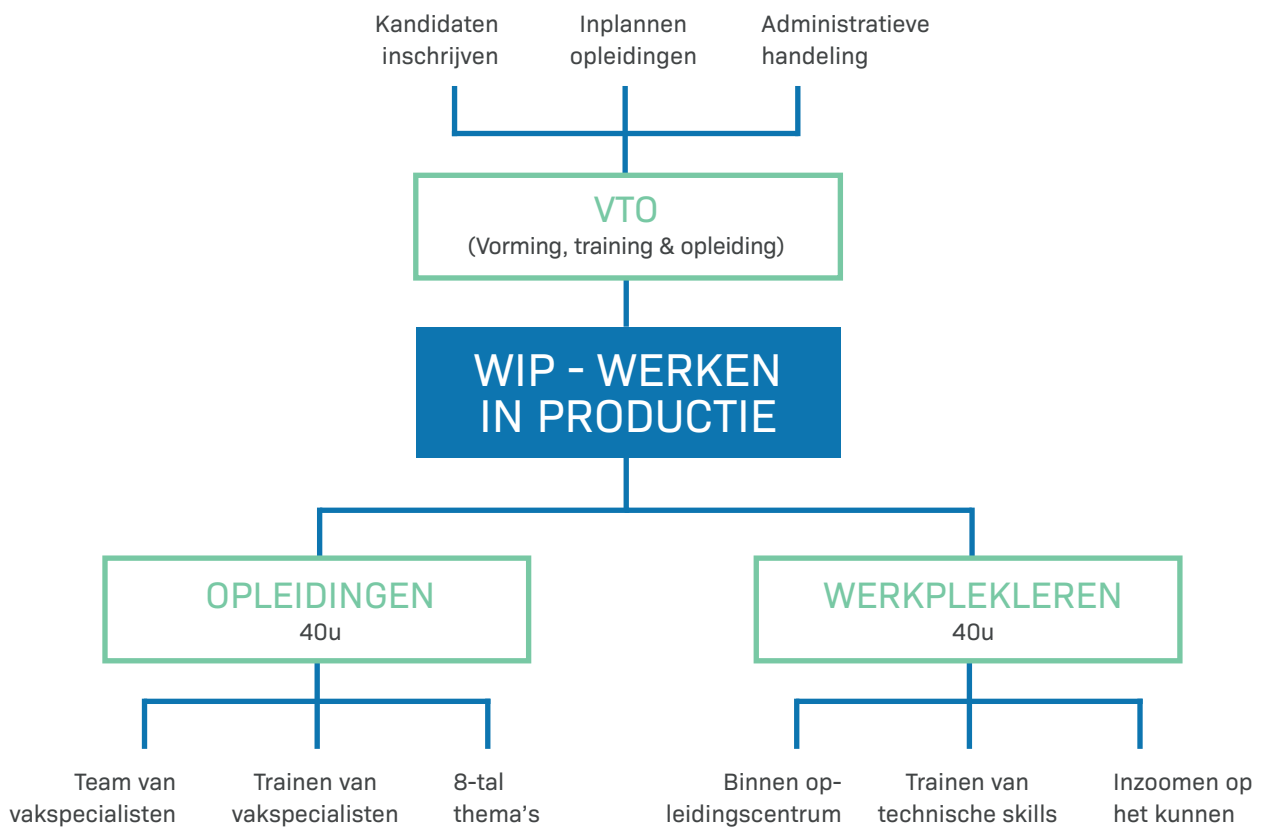 Kandidaten
inschrijven
Inplannen
opleidingen
Administratieve
handeling
VTO
(Vorming, training & opleiding)
WIP - WERKEN
IN PRODUCTIE
OPLEIDINGEN
40u
WERKPLEKLEREN
40u
Team van
vakspecialisten
Trainen van
vakspecialisten
8-tal
thema's
Binnen op-
leidingscentrum
Trainen van
technische skills
Inzoomen op
het kunnen